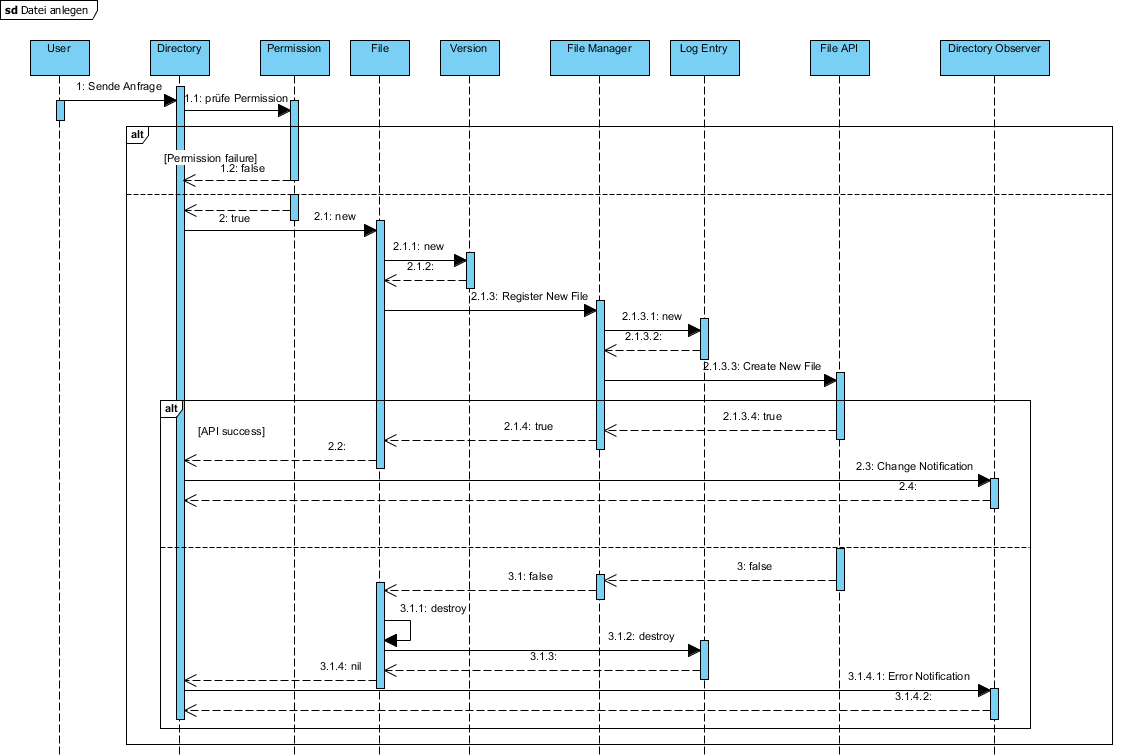 sd Datei anlegen
User
Directory
Permission
File
Version
File Manager
Log Entry
File API
Directory Observer
1: Sende Anfrage
1.1: prüfe Permission
alt
[Permission failure]
1.2: false
2: true
2.1: new
2.1.1: new
2.1.2:
2.1.3: Register New File
2.1.3.1: new
2.1.3.2:
2.1.3.3: Create New File
alt
[API success]
2.1.3.4: true
2.1.4: true
2.2:
2.3: Change Notification
2.4:
3: false
3.1: false
3.1.1: destroy
3.1.2: destroy
3.1.3:
3.1.4: nil
3.1.4.1: Error Notification
3.1.4.2: